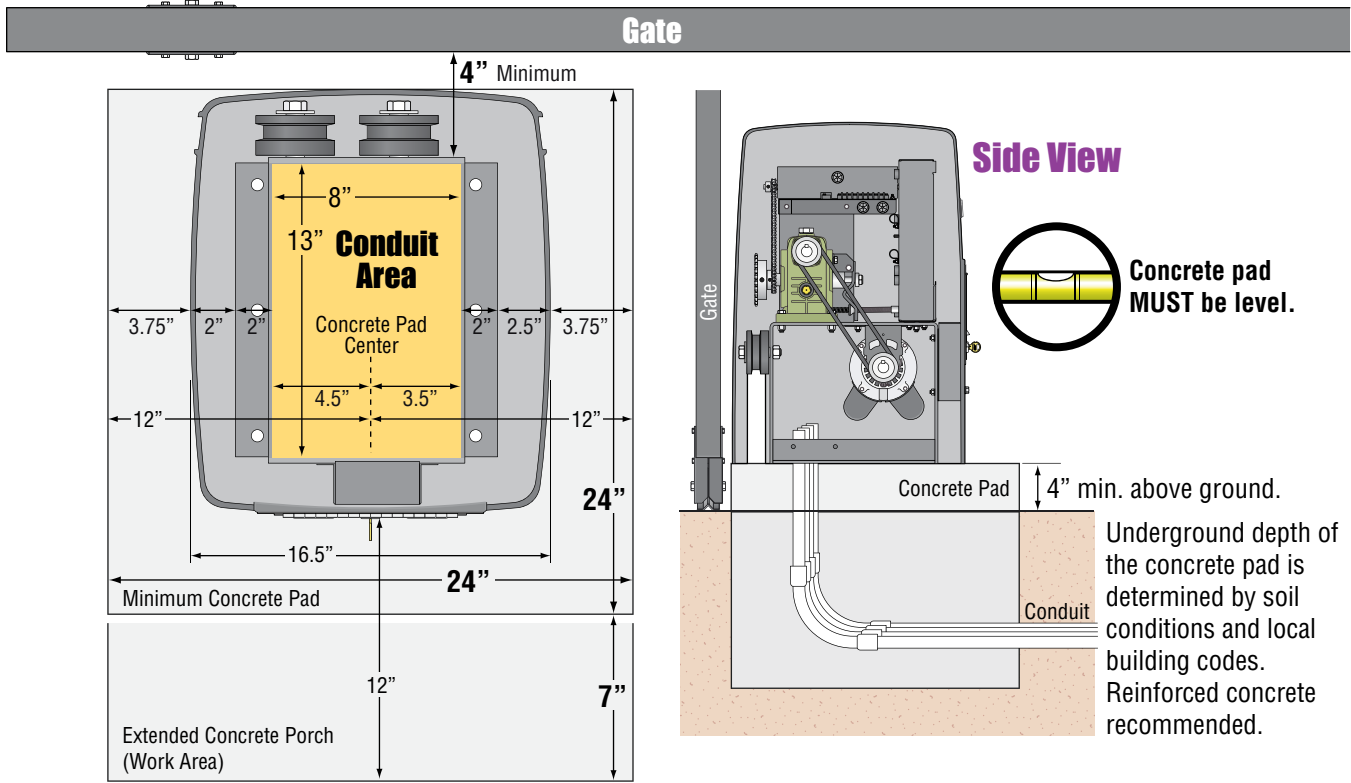 Gate
4” Minimum
8”
13”
Conduit
Area
Concrete Pad
Center
3.75”
2”
2”
2”
2.5”
3.75”
4.5”
3.5”
12”
12”
24”
16.5”
24”
Minimum Concrete Pad
12”
7”
Extended Concrete Porch
(Work Area)
Side View
Gate
Concrete pad
MUST be level.
Concrete Pad
4” min. above ground.
Conduit
Underground depth of
the concrete pad is
determined by soil
conditions and local
building codes.
Reinforced concrete
recommended.